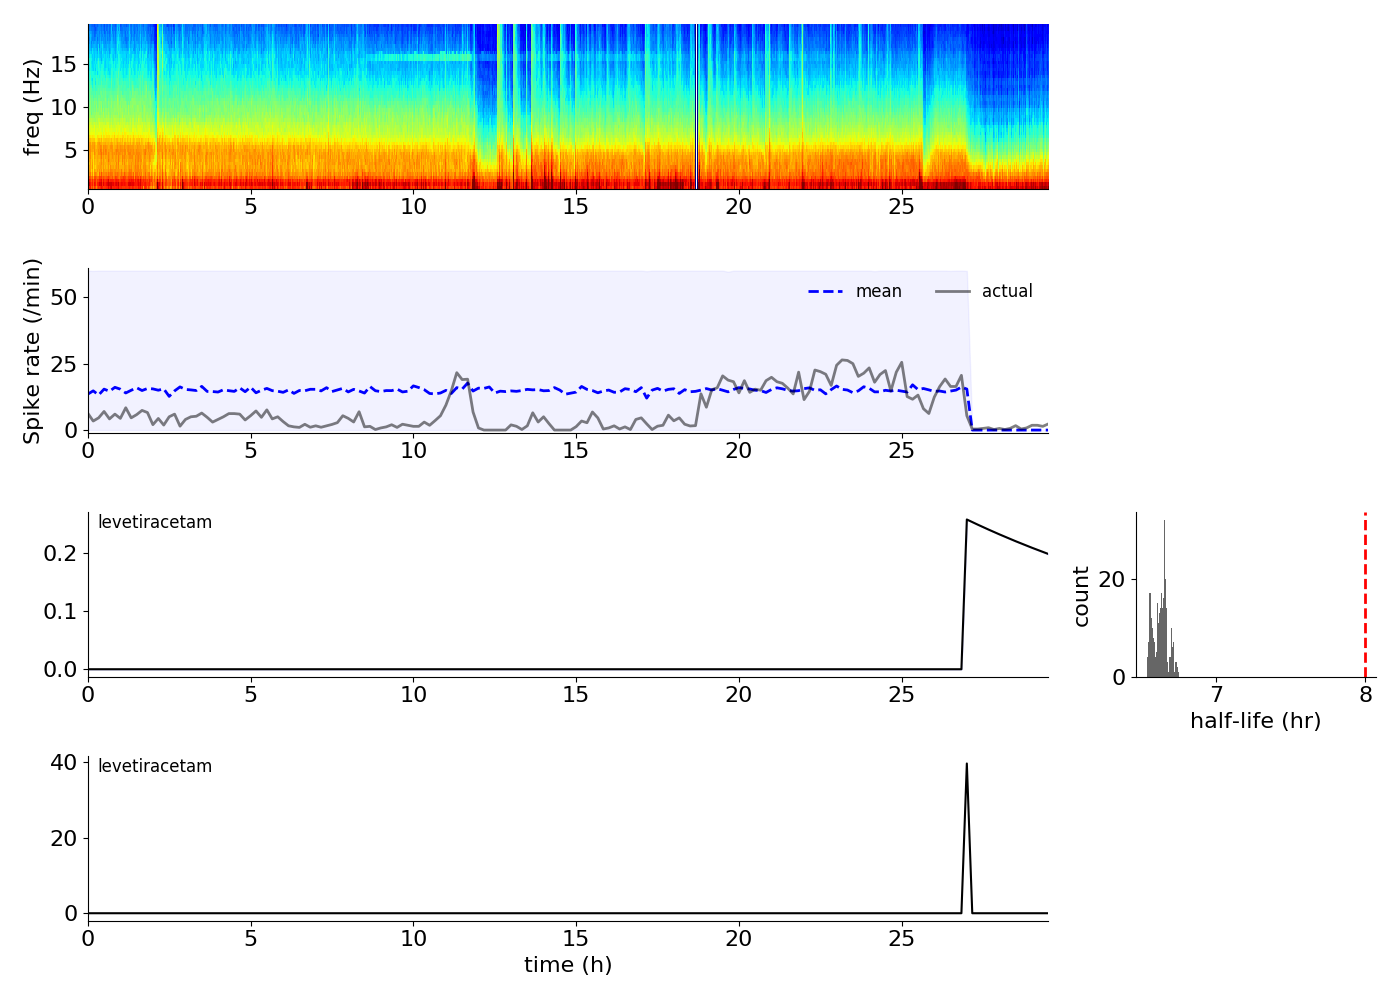 freq (Hz)
15
10
5
0 5 10 15 20 25
Spike rate (/min)
50
25
0
mean actual
0 5 10 15 20 25
levetiracetam
0.2
0.1
0.0
0 5 10 15 20 25
count
20
0
7 8
half-life (hr)
levetiracetam
40
20
0
0 5 10 15 20 25
time (h)